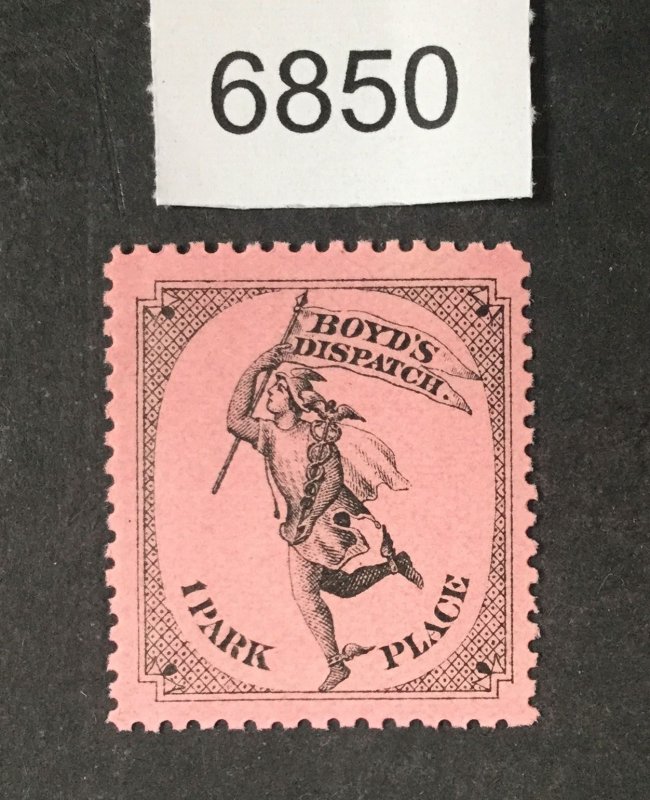 6850
BOYD'S
DISPATCH.
1 PARK PLACE